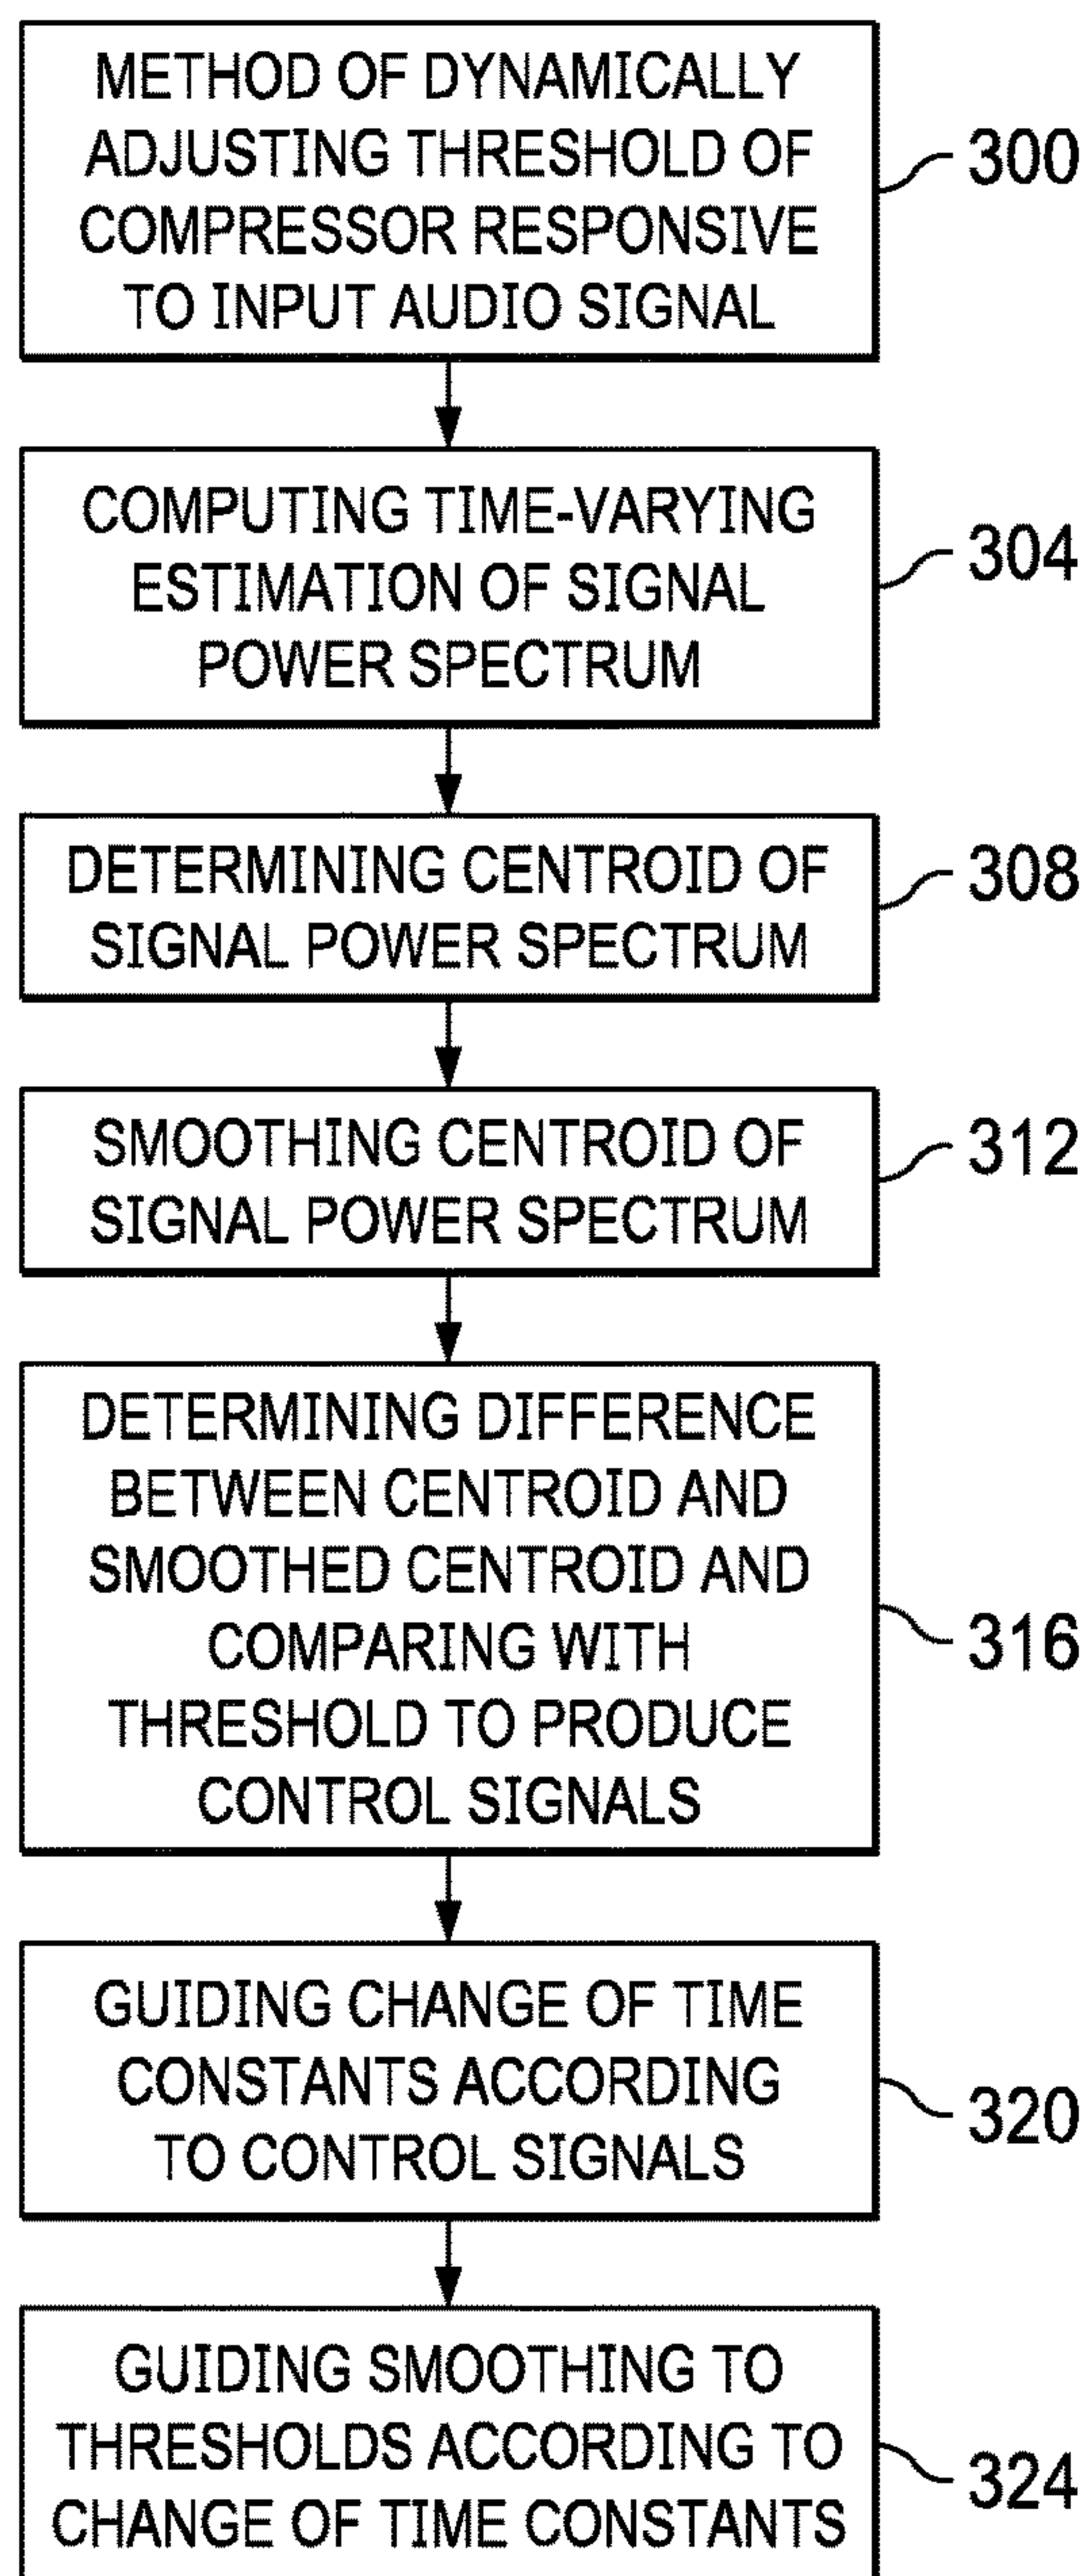 METHOD OF DYNAMICALLY
ADJUSTING THRESHOLD OF
COMPRESSOR RESPONSIVE
TO INPUT AUDIO SIGNAL
300
COMPUTING TIME-VARYING
ESTIMATION OF SIGNAL
POWER SPECTRUM
304
DETERMINING CENTROID OF
SIGNAL POWER SPECTRUM
308
SMOOTHING CENTROID OF
SIGNAL POWER SPECTRUM
312
DETERMINING DIFFERENCE
BETWEEN CENTROID AND
SMOOTHED CENTROID AND
COMPARING WITH
THRESHOLD TO PRODUCE
CONTROL SIGNALS
316
GUIDING CHANGE OF TIME
CONSTANTS ACCORDING
TO CONTROL SIGNALS
320
GUIDING SMOOTHING TO
THRESHOLDS ACCORDING TO
CHANGE OF TIME CONSTANTS
324